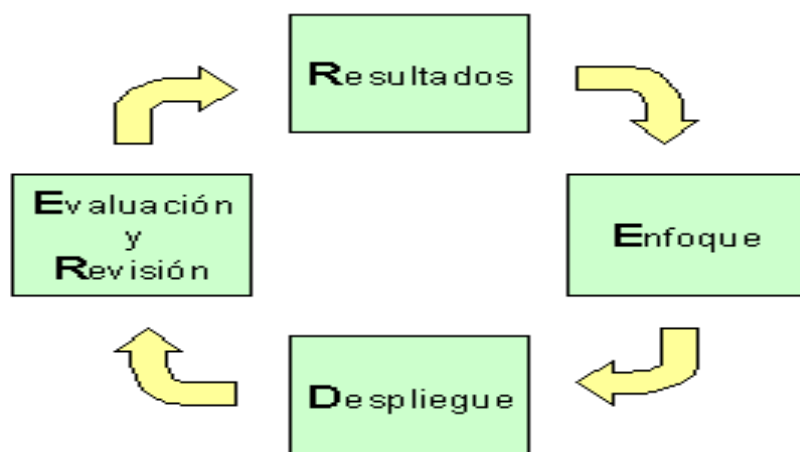 Resultados
Evaluación
y
Revisión
Enfoque
Despliegue